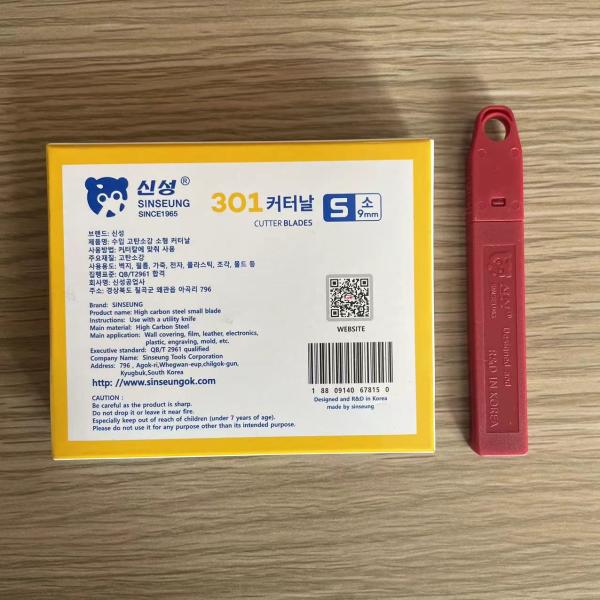 신성®
SINSEUNG
SINCE1965
301 커터날
CUTTER BLADES
S 소
9mm
브랜드: 신성
제품명: 수입 고탄소강 소형 커터날
사용방법: 커터칼에 맞춰 사용
주요재질: 고탄소강
사용용도: 벽지, 필름, 가죽, 전자, 플라스틱, 조각, 몰드 등
집행표준: QB/T2961 합격
회사명: 신성공업사
주소: 경상북도 칠곡군 왜관읍 아곡리 796
Brand: SINSEUNG
Product name: High carbon steel small blade
Instructions: Use with a utility knife
Main material: High Carbon Steel
Main application: Wall covering, film, leather, electronics,
plastic, engraving, mold, etc.
Executive standard: QB/T 2961 qualified
Company Name: Sinseung Tools Corporation
Address: 796 , Agok-ri,Whegwan-eup,chilgok-gun,
Kyugbuk,South Korea
http://www.sinseungok.com
CAUTION :
Be careful as the product is sharp.
Do not drop it or leave it near fire.
Especially keep out of reach of children (under 7 years of age).
Please do not use it for any purpose other than its intended purpose.
WEBSITE
1 88 09140 67815 0
Designed and R&D in Korea
made by sinseung
신성®
SINSEUNG
SINCE1965
Designed and
R&D IN KOREA